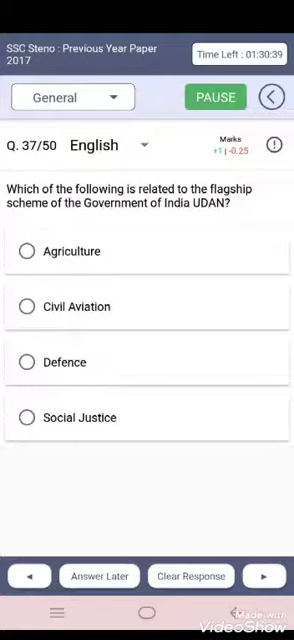 SSC Steno : Previous Year Paper
2017
Time Left : 01:30:39
General
PAUSE
Q. 37/50 English
Marks
+1 | -0.25
Which of the following is related to the flagship
scheme of the Government of India UDAN?
Agriculture
Civil Aviation
Defence
Social Justice
Answer Later
Clear Response
Made with
VideoShow